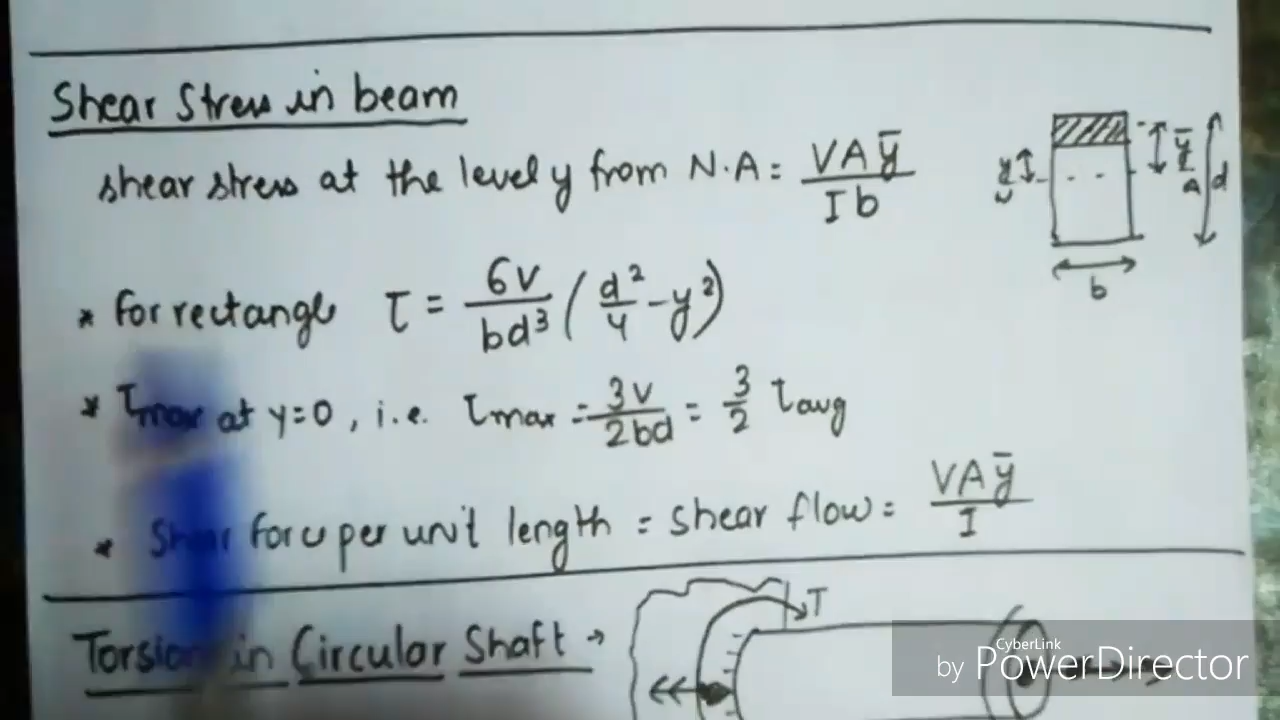 Shear Stress in beam
shear stress at the level y from N.A = VAȳ / Ib
y
ȳ
A
d
b
* For rectangle τ = 6V/bd³ (d²/4 - y²)
* τmax at y=0, i.e. τmax = 3V/2bd = 3/2 τavg
* Shear force per unit length = shear flow = VAȳ / I
Torsion in Circular Shaft →
T
CyberLink
by PowerDirector